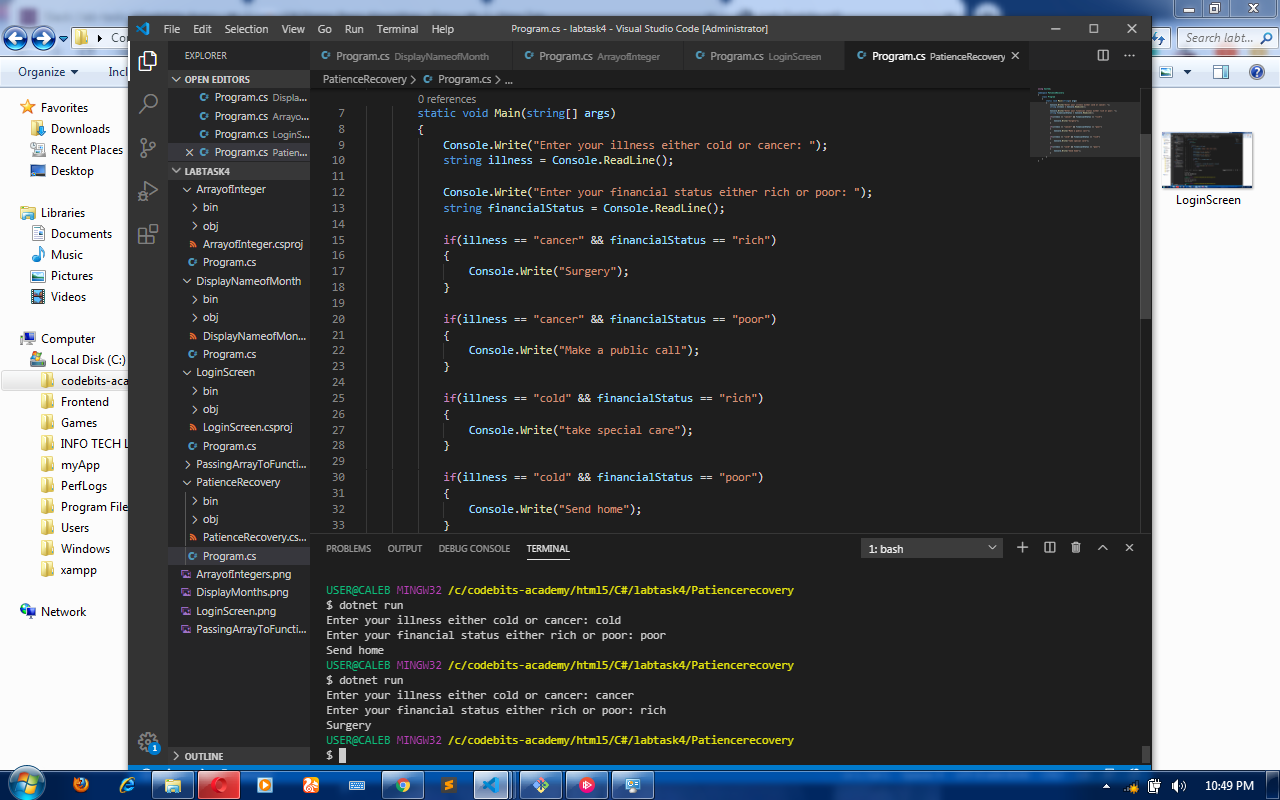 File Edit Selection View Go Run Terminal Help
Program.cs - labtask4 - Visual Studio Code [Administrator]
Search labt...
Organize
Favorites
Downloads
Recent Places
Desktop
Libraries
Documents
Music
Pictures
Videos
Computer
Local Disk (C:)
codebits-aca
Frontend
Games
INFO TECH L
myApp
PerfLogs
Program File
Users
Windows
xampp
Network
EXPLORER
OPEN EDITORS
Program.cs Displa...
Program.cs Arrayo...
Program.cs LoginS...
Program.cs Patien...
LABTASK4
ArrayofInteger
bin
obj
ArrayofInteger.csproj
Program.cs
DisplayNameofMonth
bin
obj
DisplayNameofMon...
Program.cs
LoginScreen
bin
obj
LoginScreen.csproj
Program.cs
PassingArrayToFuncti...
PatienceRecovery
bin
obj
PatienceRecovery.cs...
Program.cs
ArrayofIntegers.png
DisplayMonths.png
LoginScreen.png
PassingArrayToFuncti...
OUTLINE
Program.cs DisplayNameofMonth
Program.cs ArrayofInteger
Program.cs LoginScreen
Program.cs PatienceRecovery
PatienceRecovery > Program.cs > ...
0 references
7 static void Main(string[] args)
8 {
9 Console.Write("Enter your illness either cold or cancer: ");
10 string illness = Console.ReadLine();
11
12 Console.Write("Enter your financial status either rich or poor: ");
13 string financialStatus = Console.ReadLine();
14
15 if(illness == "cancer" && financialStatus == "rich")
16 {
17 Console.Write("Surgery");
18 }
19
20 if(illness == "cancer" && financialStatus == "poor")
21 {
22 Console.Write("Make a public call");
23 }
24
25 if(illness == "cold" && financialStatus == "rich")
26 {
27 Console.Write("take special care");
28 }
29
30 if(illness == "cold" && financialStatus == "poor")
31 {
32 Console.Write("Send home");
33 }
PROBLEMS OUTPUT DEBUG CONSOLE TERMINAL
1: bash
USER@CALEB MINGW32 /c/codebits-academy/html5/C#/labtask4/Patiencerecovery
$ dotnet run
Enter your illness either cold or cancer: cold
Enter your financial status either rich or poor: poor
Send home
USER@CALEB MINGW32 /c/codebits-academy/html5/C#/labtask4/Patiencerecovery
$ dotnet run
Enter your illness either cold or cancer: cancer
Enter your financial status either rich or poor: rich
Surgery
USER@CALEB MINGW32 /c/codebits-academy/html5/C#/labtask4/Patiencerecovery
$
LoginScreen
1
10:49 PM